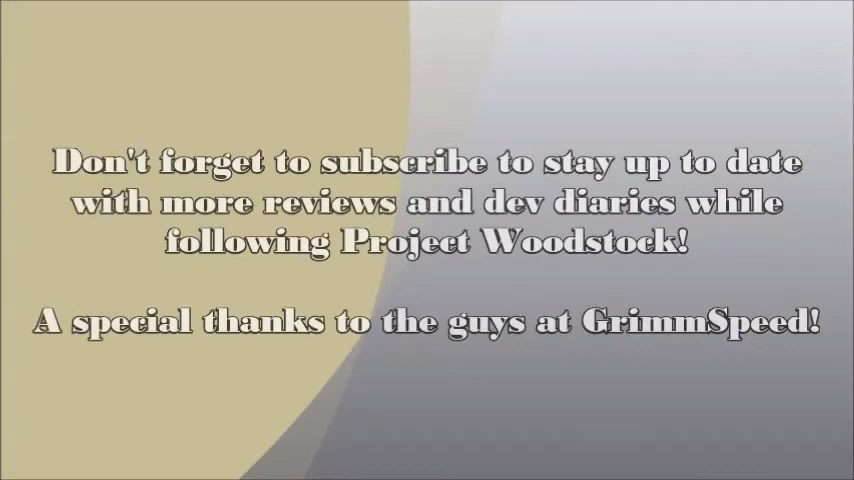 Don't forget to subscribe to stay up to date
with more reviews and dev diaries while
following Project Woodstock!
A special thanks to the guys at GrimmSpeed!